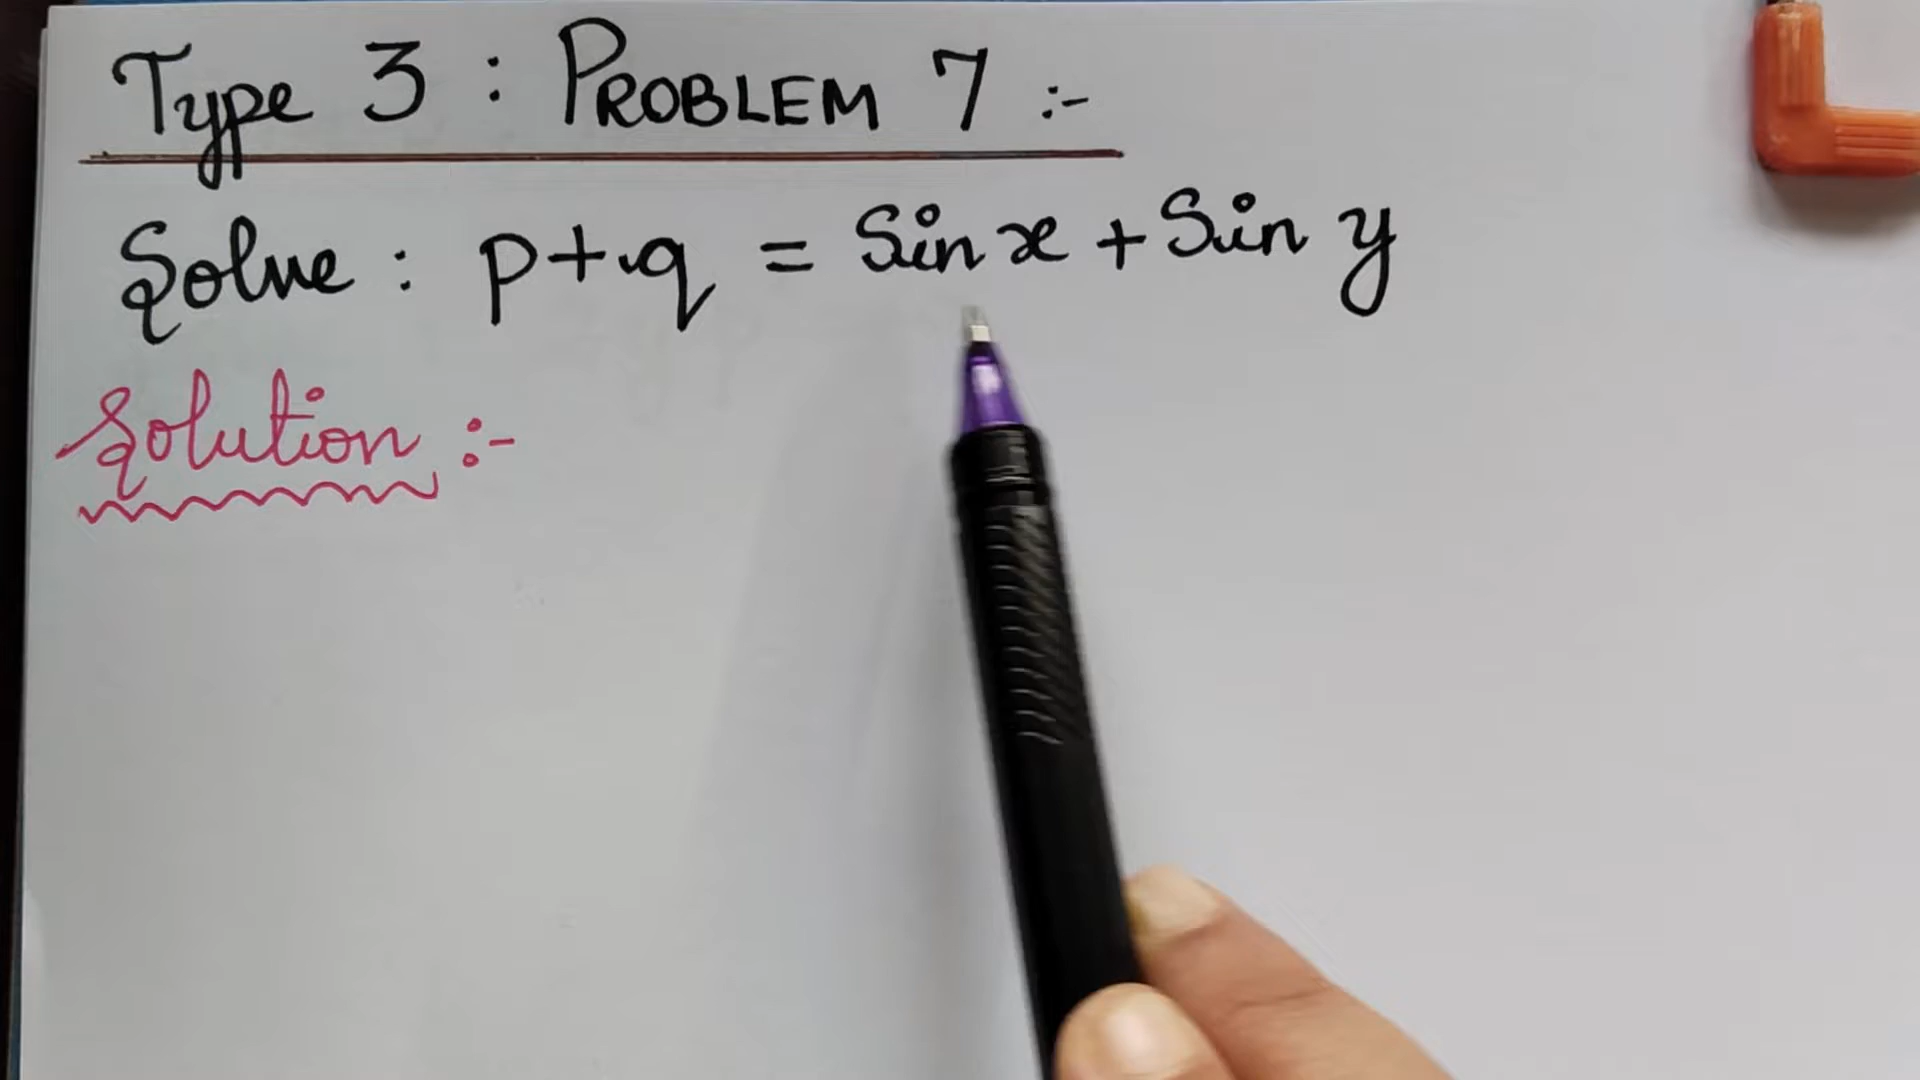 Type 3 : PROBLEM 7 :-
Solve : p+q = Sin x + Sin y
Solution :-